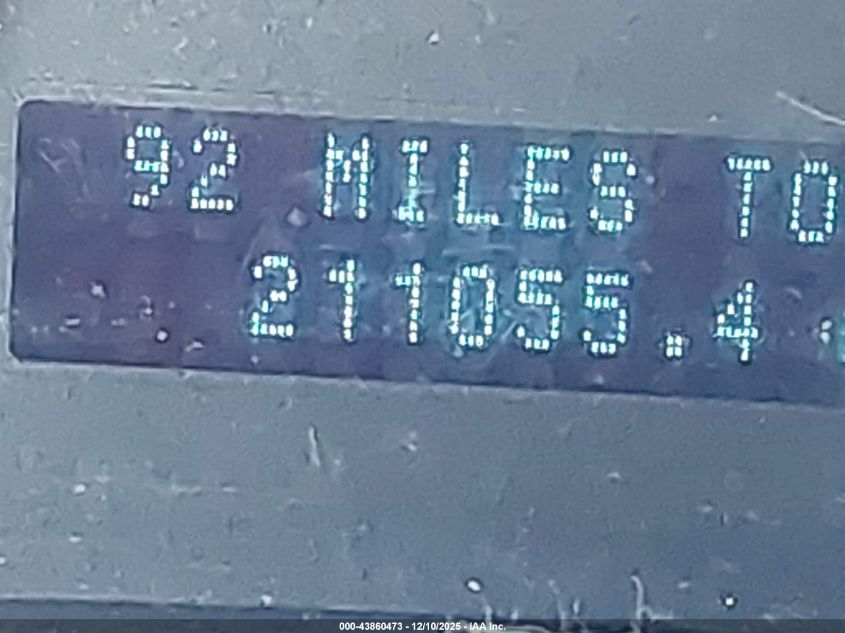 92 MILES TO
211055.4
000-43860473 - 12/10/2025 - IAA Inc.